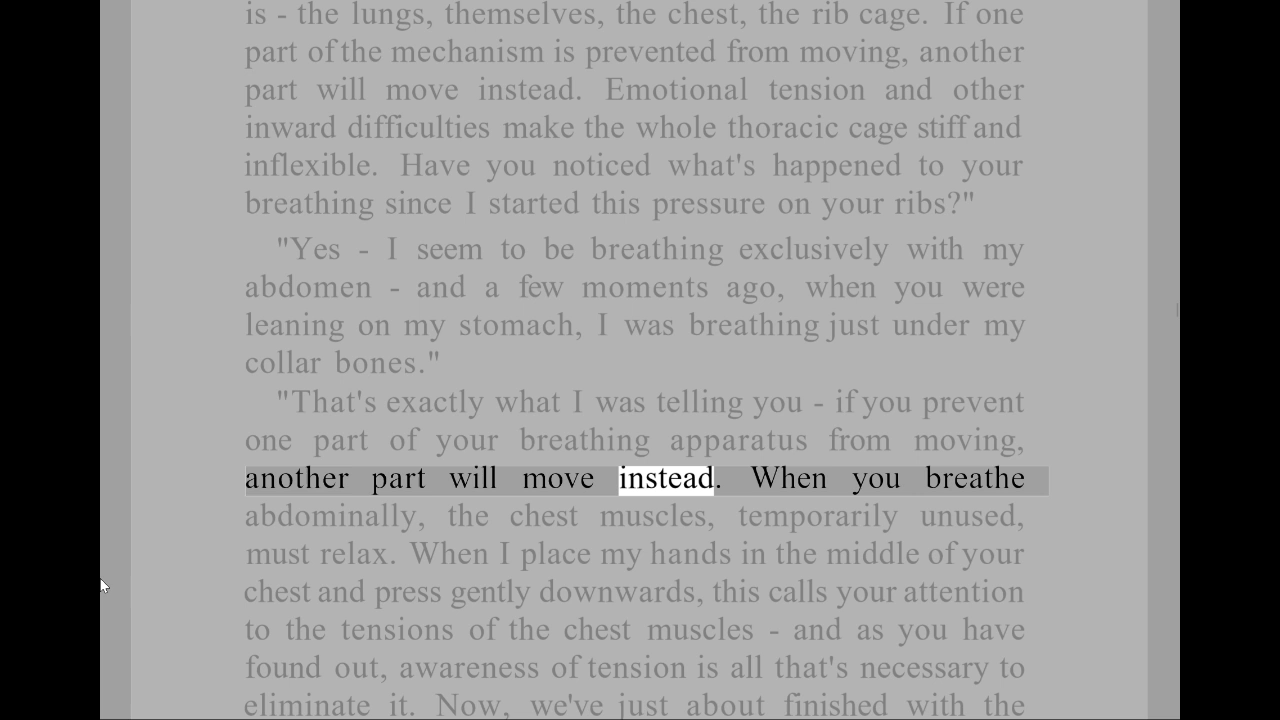 is - the lungs, themselves, the chest, the rib cage. If one
part of the mechanism is prevented from moving, another
part will move instead. Emotional tension and other
inward difficulties make the whole thoracic cage stiff and
inflexible. Have you noticed what's happened to your
breathing since I started this pressure on your ribs?"
"Yes - I seem to be breathing exclusively with my
abdomen - and a few moments ago, when you were
leaning on my stomach, I was breathing just under my
collar bones."
"That's exactly what I was telling you - if you prevent
one part of your breathing apparatus from moving,
another part will move instead. When you breathe
abdominally, the chest muscles, temporarily unused,
must relax. When I place my hands in the middle of your
chest and press gently downwards, this calls your attention
to the tensions of the chest muscles - and as you have
found out, awareness of tension is all that's necessary to
eliminate it. Now, we've just about finished with the